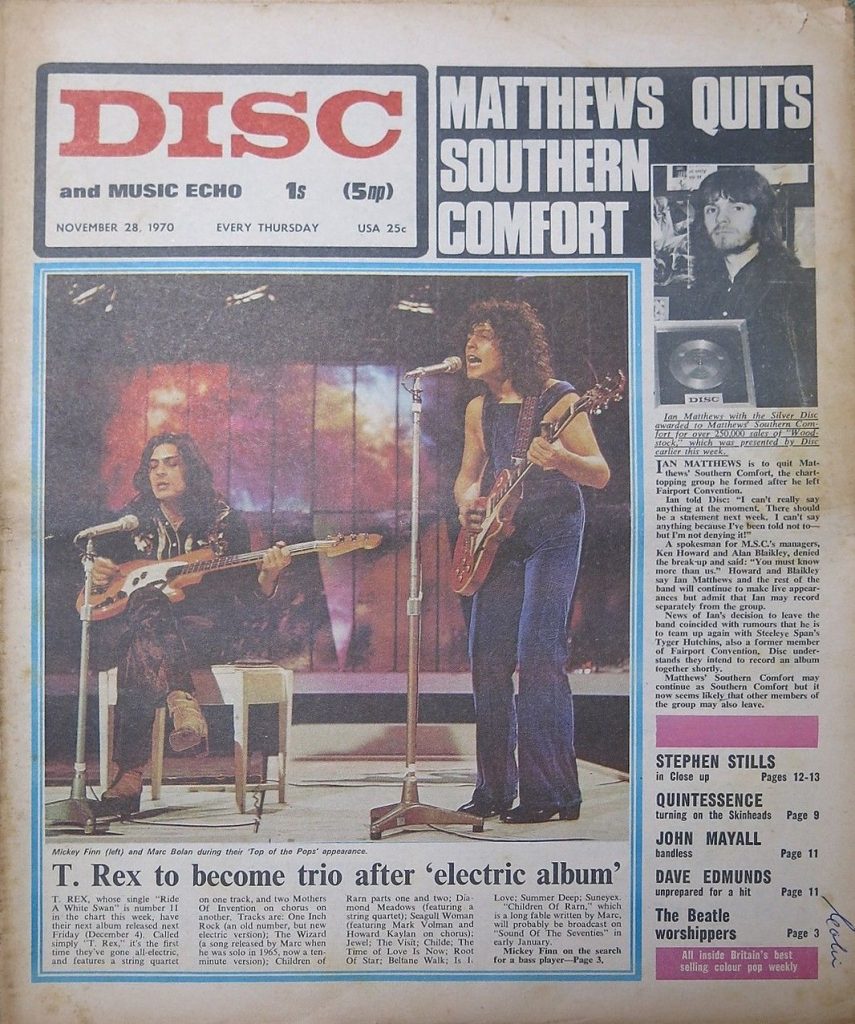 DISC
and MUSIC ECHO 1s (5np)
NOVEMBER 28, 1970 EVERY THURSDAY USA 25c
MATTHEWS QUITS
SOUTHERN
COMFORT
DISC
Ian Matthews with the Silver Disc
awarded to Matthews' Southern Com-
fort for over 250,000 sales of "Wood-
stock," which was presented by Disc
earlier this week.
IAN MATTHEWS is to quit Mat-
thews' Southern Comfort, the chart-
topping group he formed after he left
Fairport Convention.
Ian told Disc: "I can't really say
anything at the moment. There should
be a statement next week. I can't say
anything because I've been told not to—
but I'm not denying it!"
A spokesman for M.S.C.'s managers,
Ken Howard and Alan Blaikley, denied
the break-up and said: "You must know
more than us." Howard and Blaikley
say Ian Matthews and the rest of the
band will continue to make live appear-
ances but admit that Ian may record
separately from the group.
News of Ian's decision to leave the
band coincided with rumours that he is
to team up again with Steeleye Span's
Tyger Hutchins, also a former member
of Fairport Convention. Disc under-
stands they intend to record an album
together shortly.
Matthews' Southern Comfort may
continue as Southern Comfort but it
now seems likely that other members of
the group may also leave.
STEPHEN STILLS
in Close up Pages 12-13
QUINTESSENCE
turning on the Skinheads Page 9
JOHN MAYALL
bandless Page 11
DAVE EDMUNDS
unprepared for a hit Page 11
The Beatle
worshippers Page 3
All inside Britain's best
selling colour pop weekly
Mickey Finn (left) and Marc Bolan during their 'Top of the Pops' appearance.
T. Rex to become trio after 'electric album'
T. REX, whose single "Ride
A White Swan" is number 11
in the chart this week, have
their next album released next
Friday (December 4). Called
simply "T. Rex," it's the first
time they've gone all-electric,
and features a string quartet
on one track, and two Mothers
Of Invention on chorus on
another. Tracks are: One Inch
Rock (an old number, but new
electric version); The Wizard
(a song released by Marc when
he was solo in 1965, now a ten-
minute version); Children of
Rarn parts one and two; Dia-
mond Meadows (featuring a
string quartet); Seagull Woman
(featuring Mark Volman and
Howard Kaylan on chorus);
Jewel; The Visit; Childe; The
Time of Love Is Now; Root
Of Star; Beltane Walk; Is I.
Love; Summer Deep; Suneyex.
"Children Of Rarn," which
is a long fable written by Marc,
will probably be broadcast on
"Sound Of The Seventies" in
early January.
Mickey Finn on the search
for a bass player—Page 3.